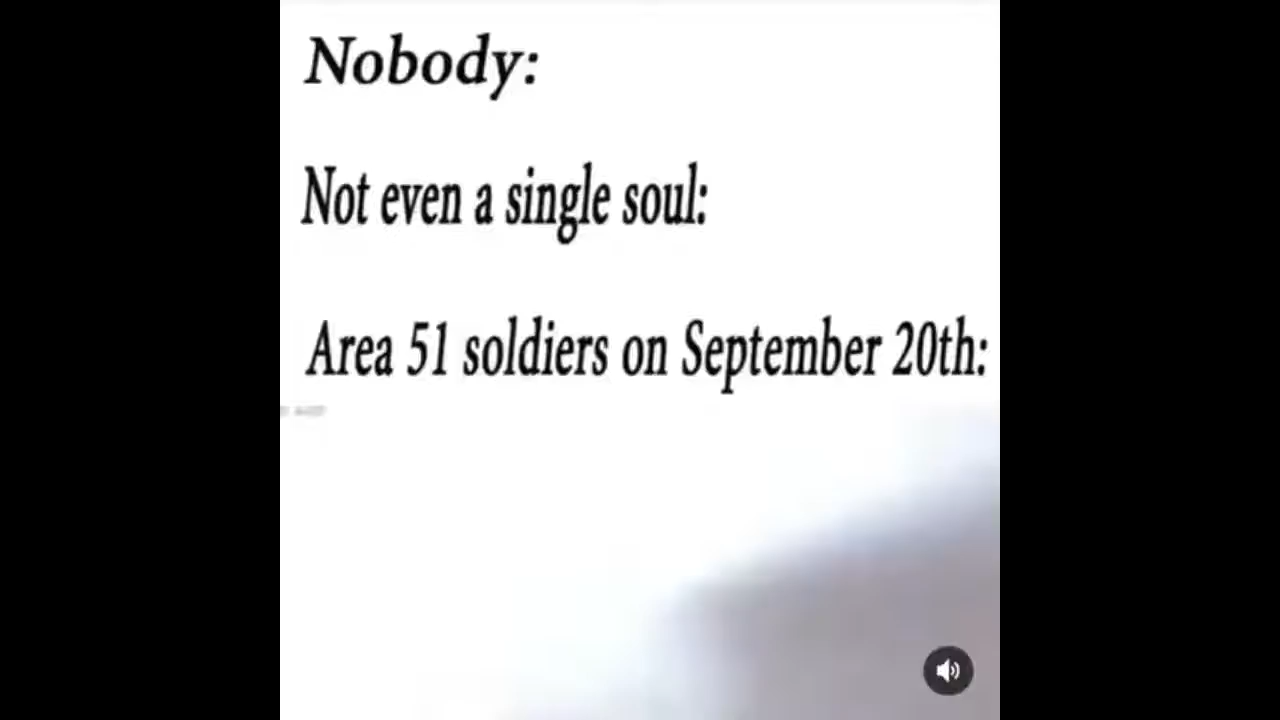 Nobody:
Not even a single soul:
Area 51 soldiers on September 20th: